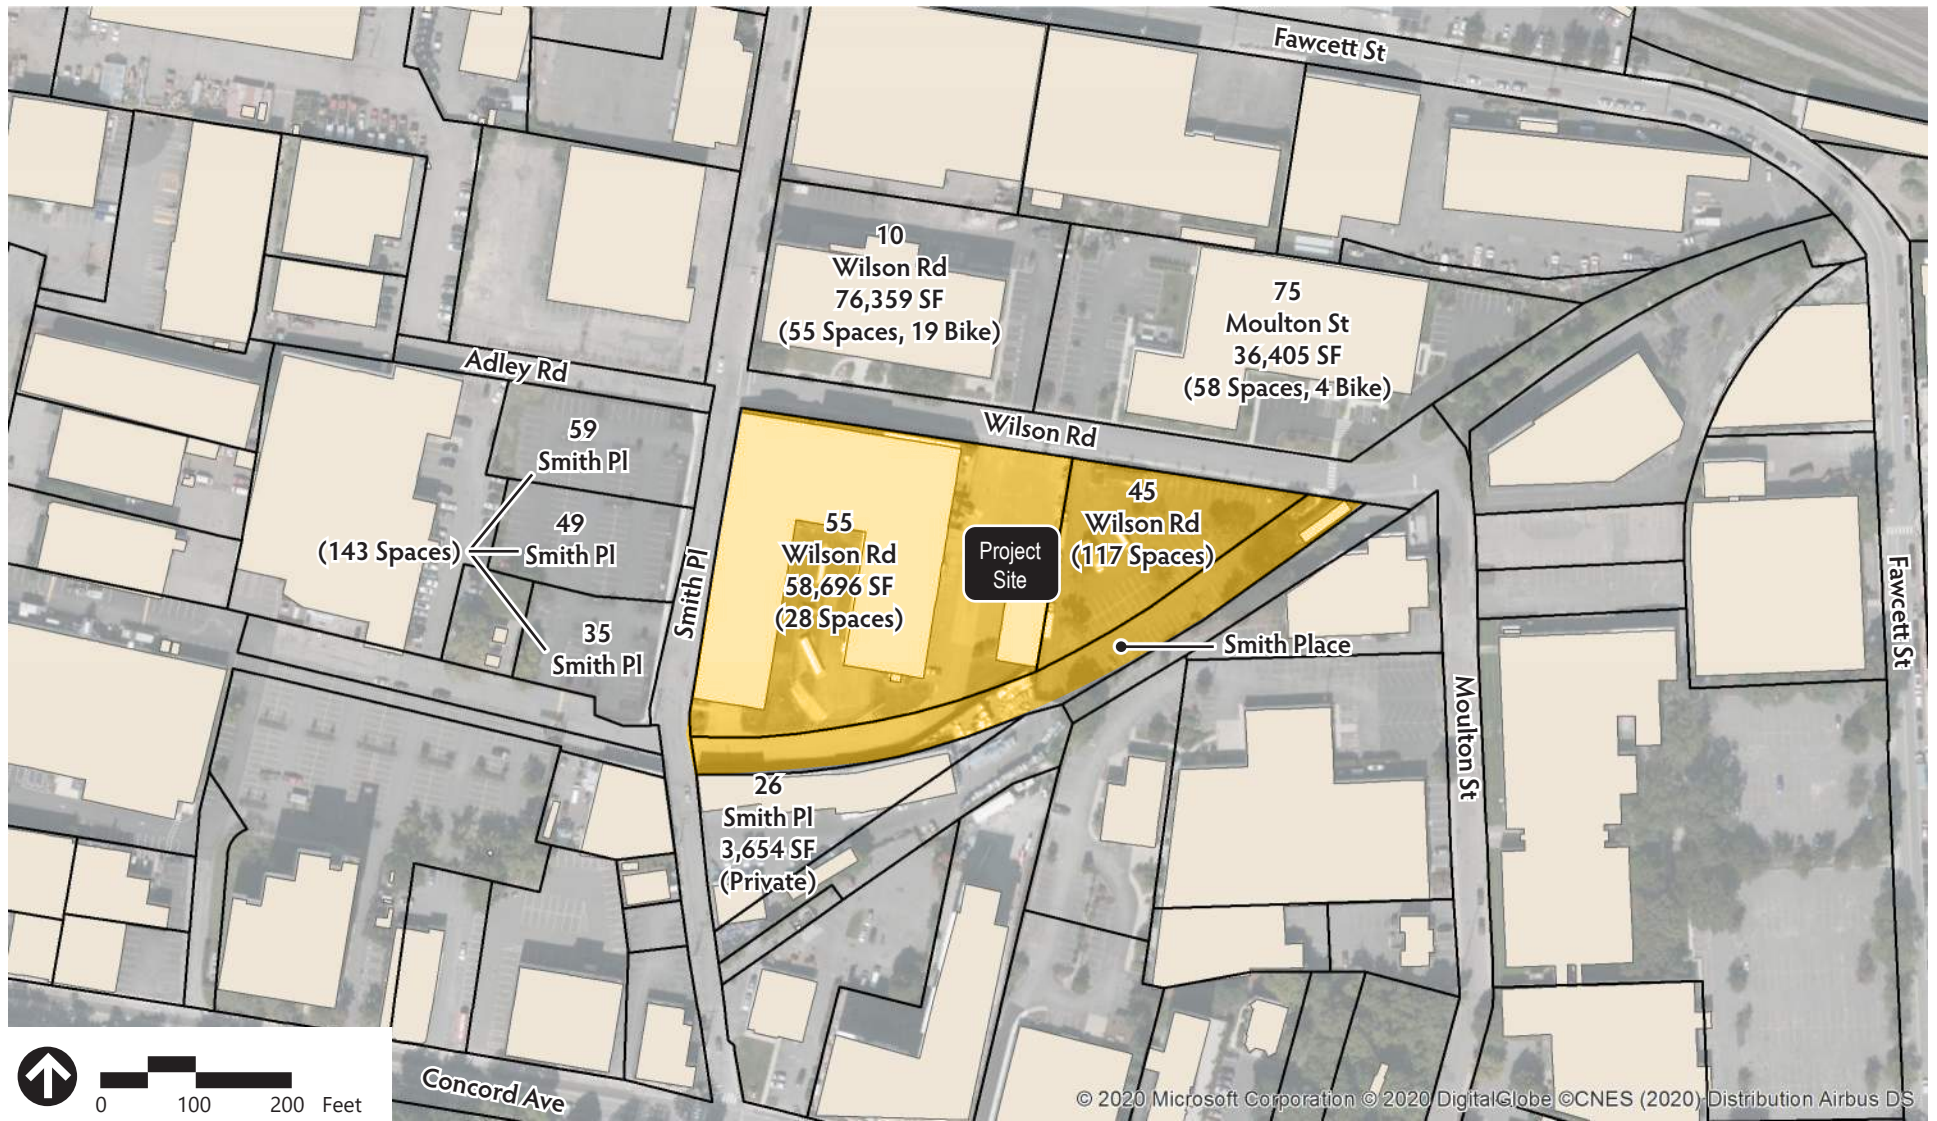 Fawcett St
10
Wilson Rd
76,359 SF
(55 Spaces, 19 Bike)
75
Moulton St
36,405 SF
(58 Spaces, 4 Bike)
Adley Rd
Wilson Rd
59
Smith Pl
49
Smith Pl
(143 Spaces)
35
Smith Pl
Smith Pl
55
Wilson Rd
58,696 SF
(28 Spaces)
Project
Site
45
Wilson Rd
(117 Spaces)
Smith Place
Fawcett St
Moulton St
26
Smith Pl
3,654 SF
(Private)
0 100 200 Feet
Concord Ave
© 2020 Microsoft Corporation © 2020 DigitalGlobe ©CNES (2020) Distribution Airbus DS